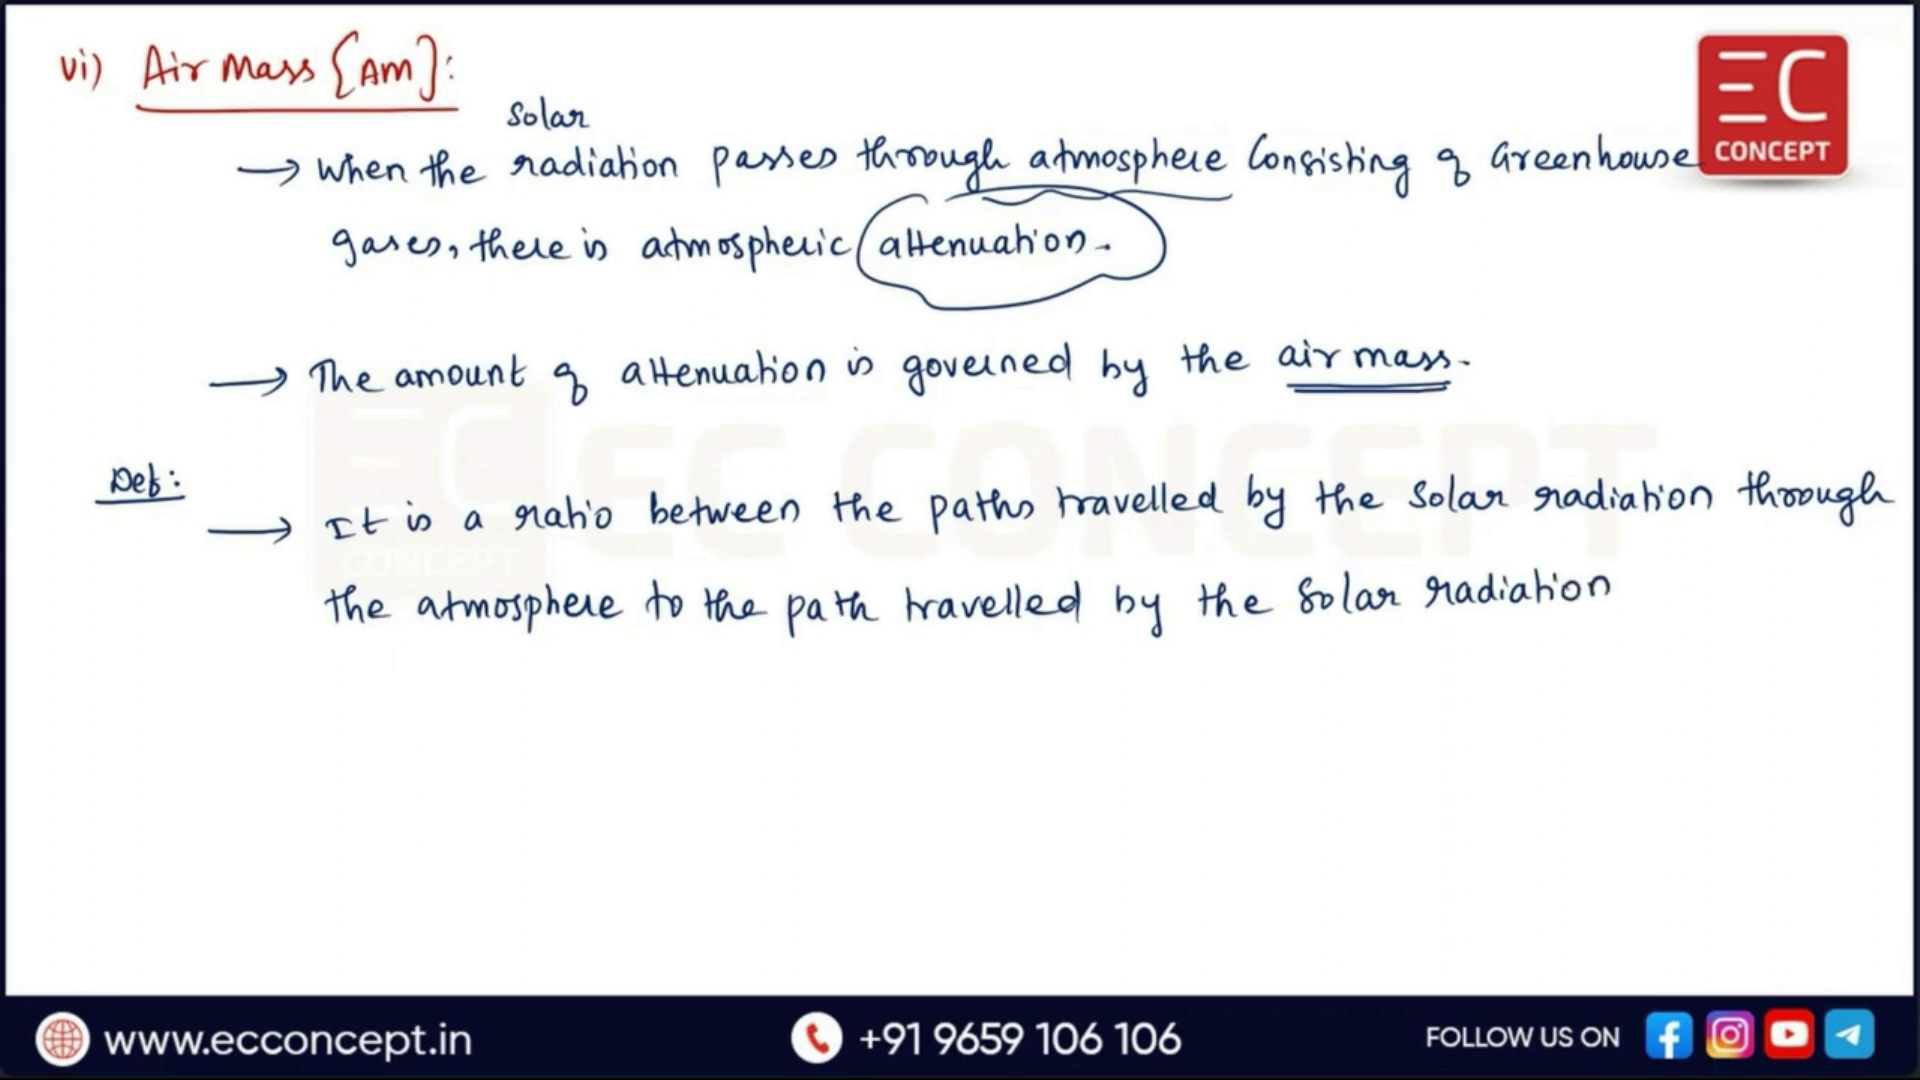 vi) Air Mass {AM]:
solar
→ When the radiation passes through atmosphere Consisting of Greenhouse
gases, there is atmospheric attenuation.
→ The amount of attenuation is governed by the air mass.
Def:
→ It is a ratio between the paths travelled by the solar radiation through
the atmosphere to the path travelled by the solar radiation
EC
CONCEPT
EC CONCEPT
CONCEPT
www.ecconcept.in
+91 9659 106 106
FOLLOW US ON